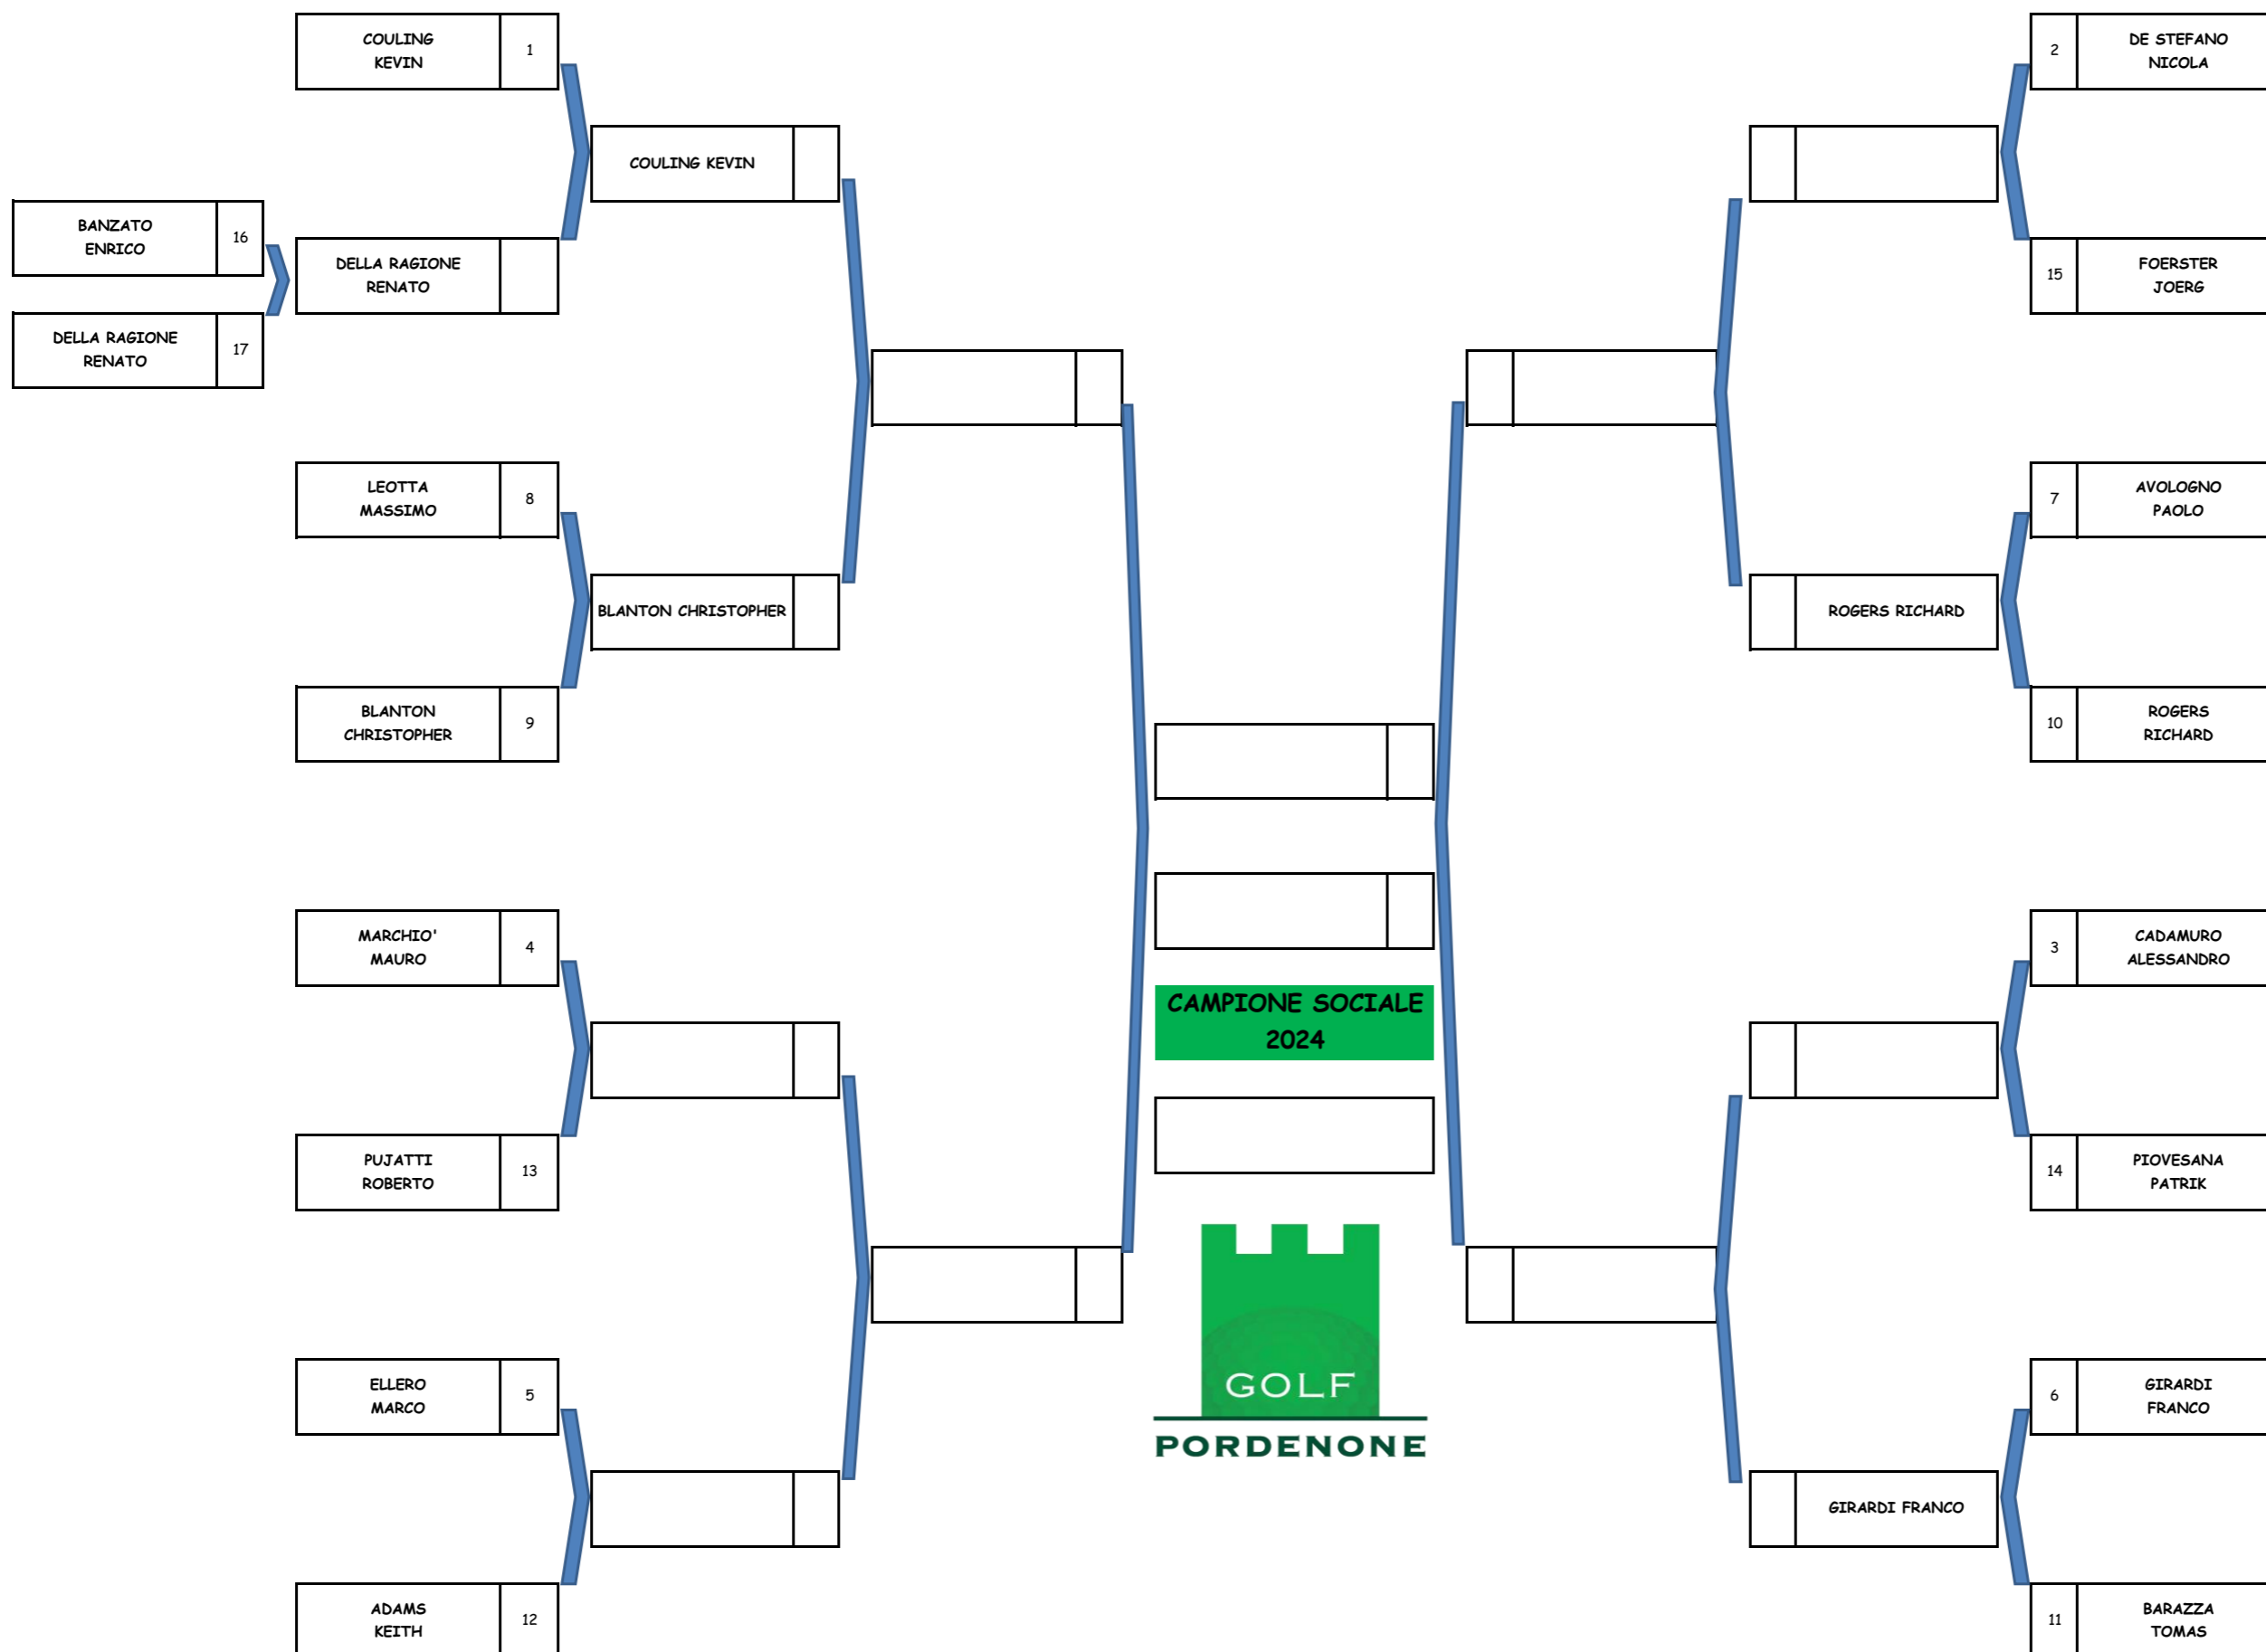 COULING
KEVIN
1
COULING KEVIN
BANZATO
ENRICO
16
DELLA RAGIONE
RENATO
DELLA RAGIONE
RENATO
17
LEOTTA
MASSIMO
8
BLANTON CHRISTOPHER
BLANTON
CHRISTOPHER
9
MARCHIO'
MAURO
4
PUJATTI
ROBERTO
13
ELLERO
MARCO
5
ADAMS
KEITH
12
CAMPIONE SOCIALE
2024
GOLF
PORDENONE
2
DE STEFANO
NICOLA
15
FOERSTER
JOERG
7
AVOLOGNO
PAOLO
ROGERS RICHARD
10
ROGERS
RICHARD
3
CADAMURO
ALESSANDRO
14
PIOVESANA
PATRIK
6
GIRARDI
FRANCO
GIRARDI FRANCO
11
BARAZZA
TOMAS